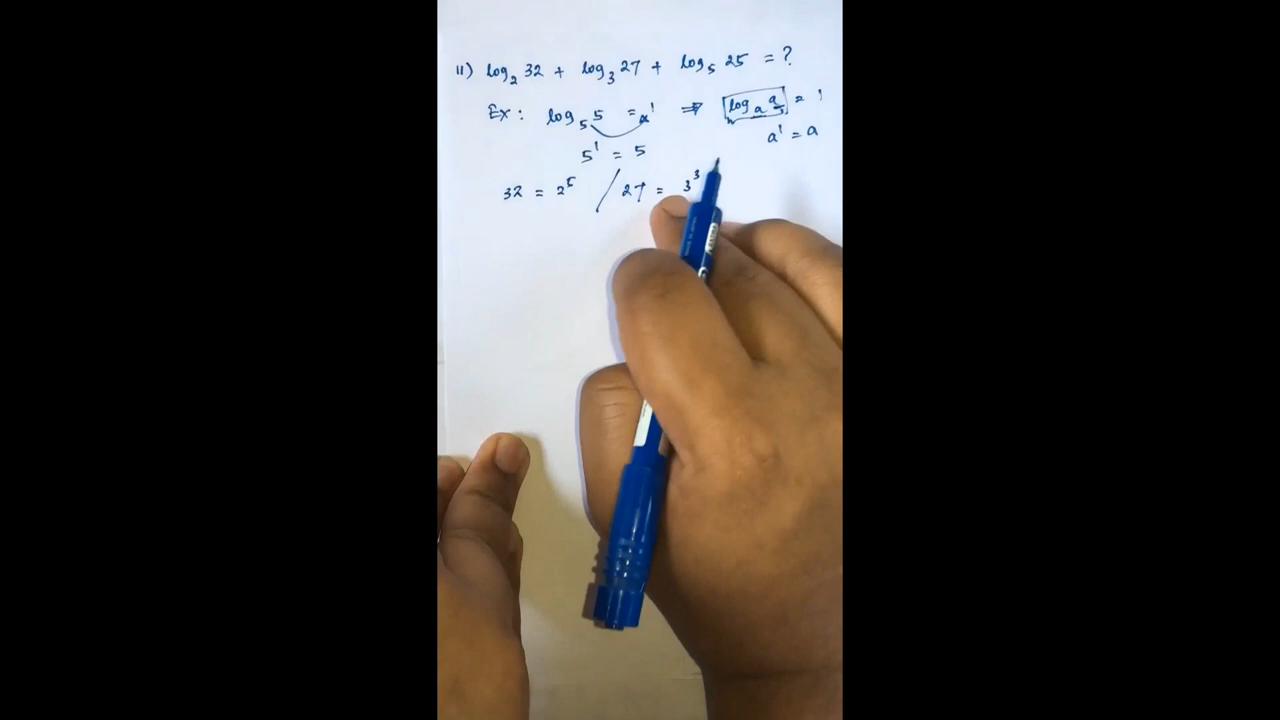 11) log₂ 32 + log₃ 27 + log₅ 25 = ?
Ex: log₅ 5 = x¹ ⇒ logₐ a = 1
5¹ = 5 a¹ = a
32 = 2⁵ / 27 = 3³